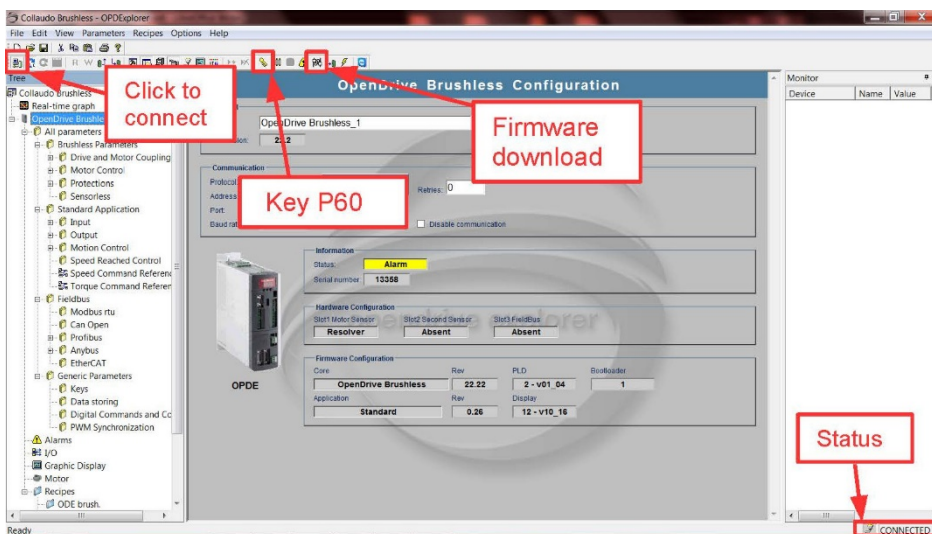 Collaudo Brushless - OPDExplorer
File Edit View Parameters Recipes Options Help
Tree
Collaudo Brushless
Real-time graph
OpenDrive Brushle
All parameters
Brushless Parameters
Drive and Motor Coupling
Motor Control
Protections
Sensorless
Standard Application
Input
Output
Motion Control
Speed Reached Control
Speed Command Referenc
Torque Command Referen
Fieldbus
Modbus rtu
Can Open
Profibus
Anybus
EtherCAT
Generic Parameters
Keys
Data storing
Digital Commands and Cc
PWM Synchronization
Alarms
I/O
Graphic Display
Motor
Recipes
ODE brush.
Ready
Click to
connect
Key P60
Firmware
download
OpenDrive Brushless Configuration
OpenDrive Brushless_1
22.2
Communication
Protocol
Address
Retries: 0
Port:
Baud rat
Disable communication
Information
Status: Alarm
Serial number 13358
Hardware Configuration
Slot1 Motor Sensor Slot2 Second Sensor Slot3 FieldBus
Resolver Absent Absent
Firmware Configuration
Core Rev PLD Bootloader
OpenDrive Brushless 22.22 2 - v01_04 1
Application Rev Display
Standard 0.26 12 - v10_16
OPDE
Monitor
Device Name Value
Status
CONNECTED